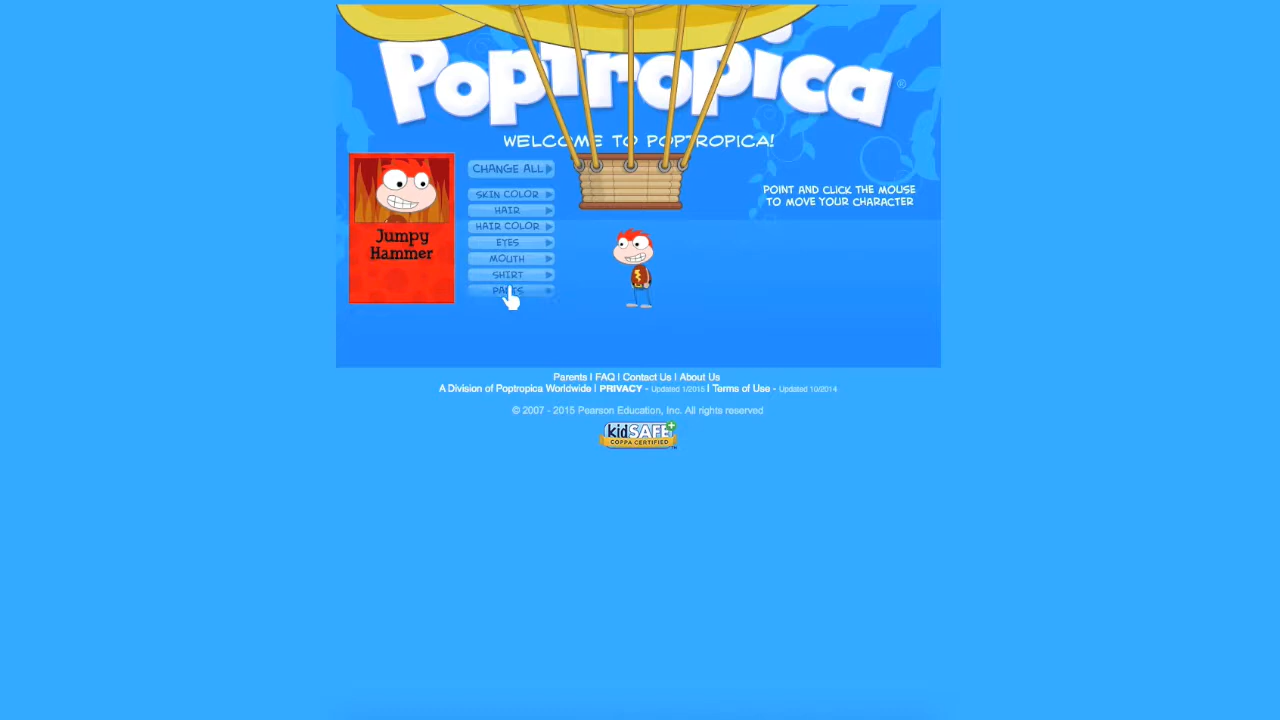 Poptropica®
WELCOME TO POPTROPICA!
CHANGE ALL
SKIN COLOR
HAIR
HAIR COLOR
EYES
MOUTH
SHIRT
PANTS
Jumpy
Hammer
POINT AND CLICK THE MOUSE
TO MOVE YOUR CHARACTER
Parents | FAQ | Contact Us | About Us
A Division of Poptropica Worldwide | PRIVACY - Updated 1/2015 | Terms of Use - Updated 10/2014
© 2007 - 2015 Pearson Education, Inc. All rights reserved
kidSAFE+
COPPA CERTIFIED™